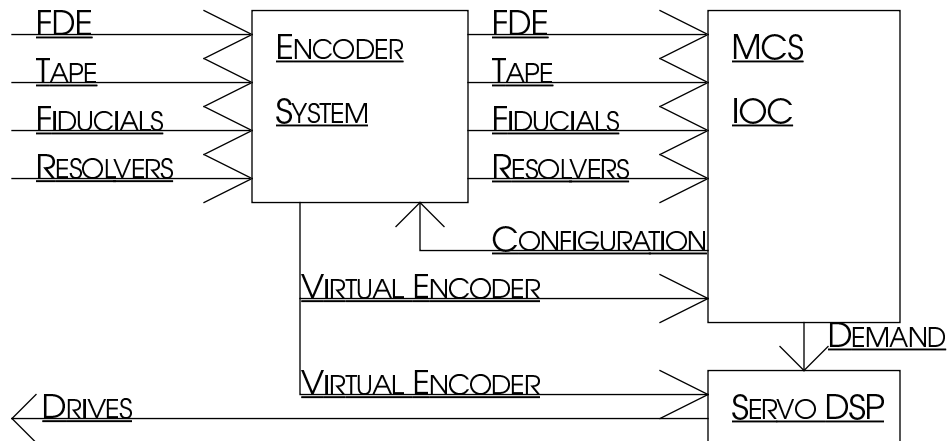 FDE
TAPE
FIDUCIALS
RESOLVERS
ENCODER
SYSTEM
FDE
TAPE
FIDUCIALS
RESOLVERS
MCS
IOC
CONFIGURATION
VIRTUAL ENCODER
DEMAND
VIRTUAL ENCODER
DRIVES
SERVO DSP